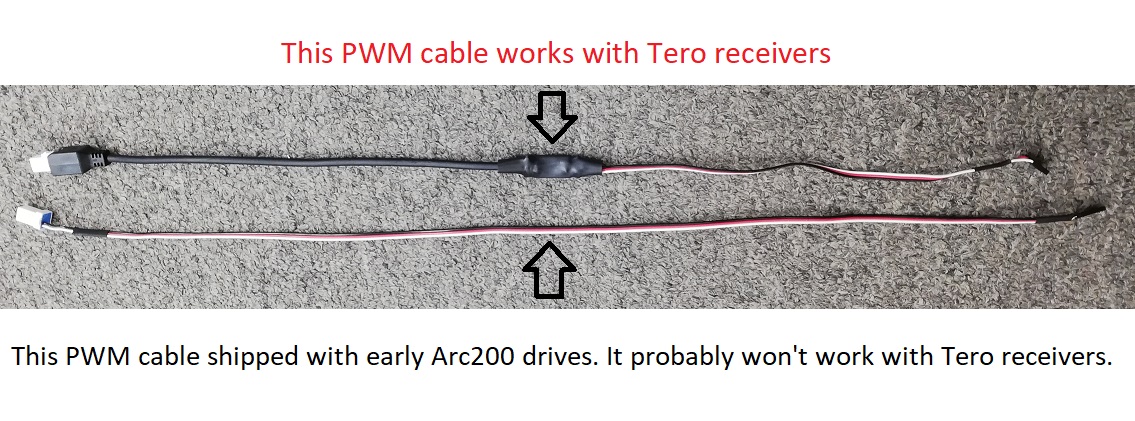 This PWM cable works with Tero receivers
This PWM cable shipped with early Arc200 drives. It probably won't work with Tero receivers.